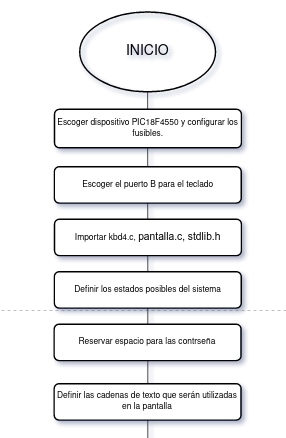 INICIO
Escoger dispositivo PIC18F4550 y configurar los
fusibles.
Escoger el puerto B para el teclado
Importar kbd4.c, pantalla.c, stdlib.h
Definir los estados posibles del sistema
Reservar espacio para las contrseña
Definir las cadenas de texto que serán utilizadas
en la pantalla